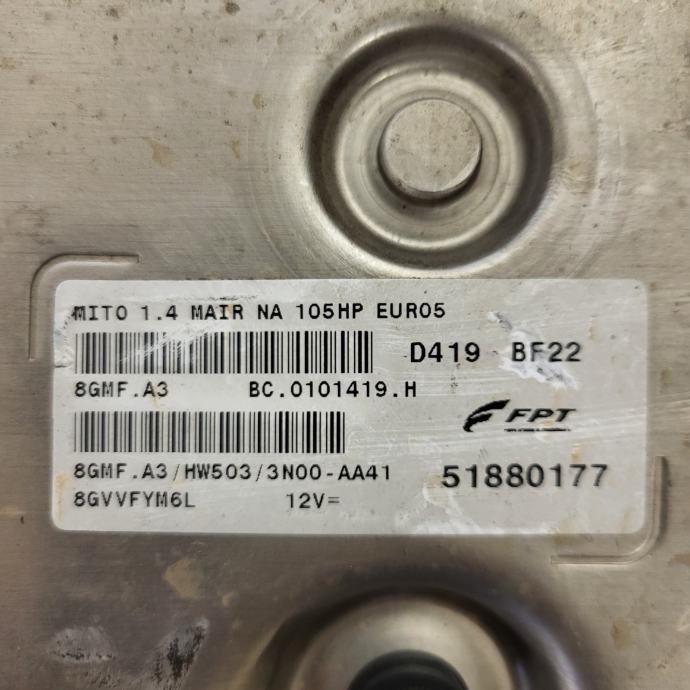 MITO 1.4 MAIR NA 105HP EURO5
D419 BF22
8GMF.A3 BC.0101419.H
FPT
8GMF.A3/HW503/3N00-AA41
51880177
8GVVFYM6L 12V=